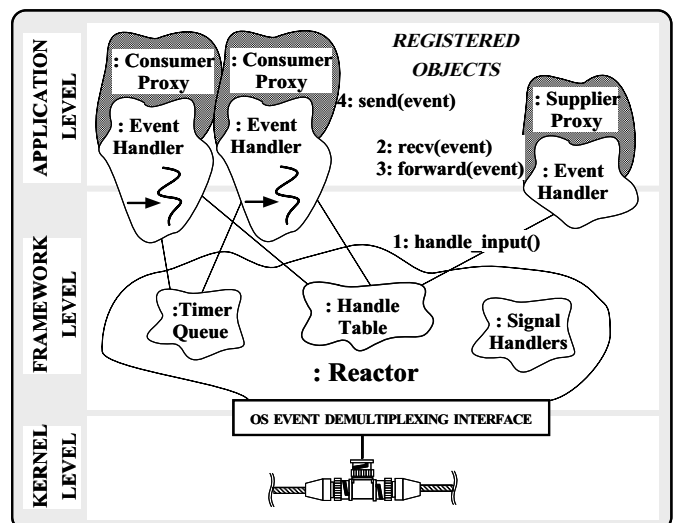 APPLICATION
LEVEL
: Consumer
Proxy
: Event
Handler
: Consumer
Proxy
: Event
Handler
REGISTERED
OBJECTS
4: send(event)
2: recv(event)
3: forward(event)
: Supplier
Proxy
: Event
Handler
1: handle_input()
FRAMEWORK
LEVEL
:Timer
Queue
: Handle
Table
: Signal
Handlers
: Reactor
OS EVENT DEMULTIPLEXING INTERFACE
KERNEL
LEVEL